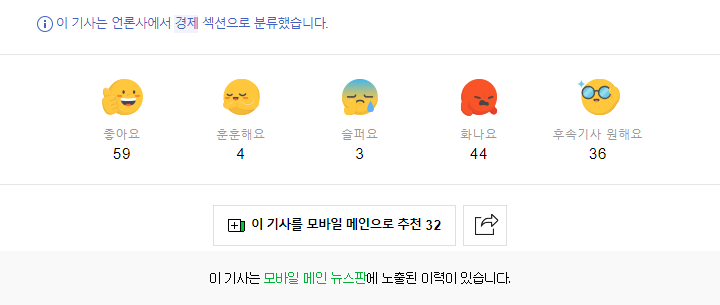 이 기사는 언론사에서 경제 섹션으로 분류했습니다.
좋아요 훈훈해요 슬퍼요 화나요 후속기사 원해요
59 4 3 44 36
이 기사를 모바일 메인으로 추천 32
이 기사는 모바일 메인 뉴스판에 노출된 이력이 있습니다.